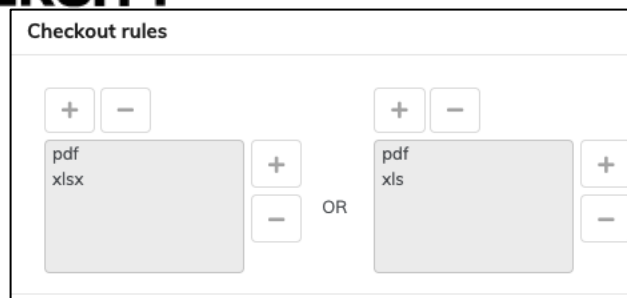 Checkout rules
+ − + −
pdf
xlsx
+
−
OR
pdf
xls
+
−